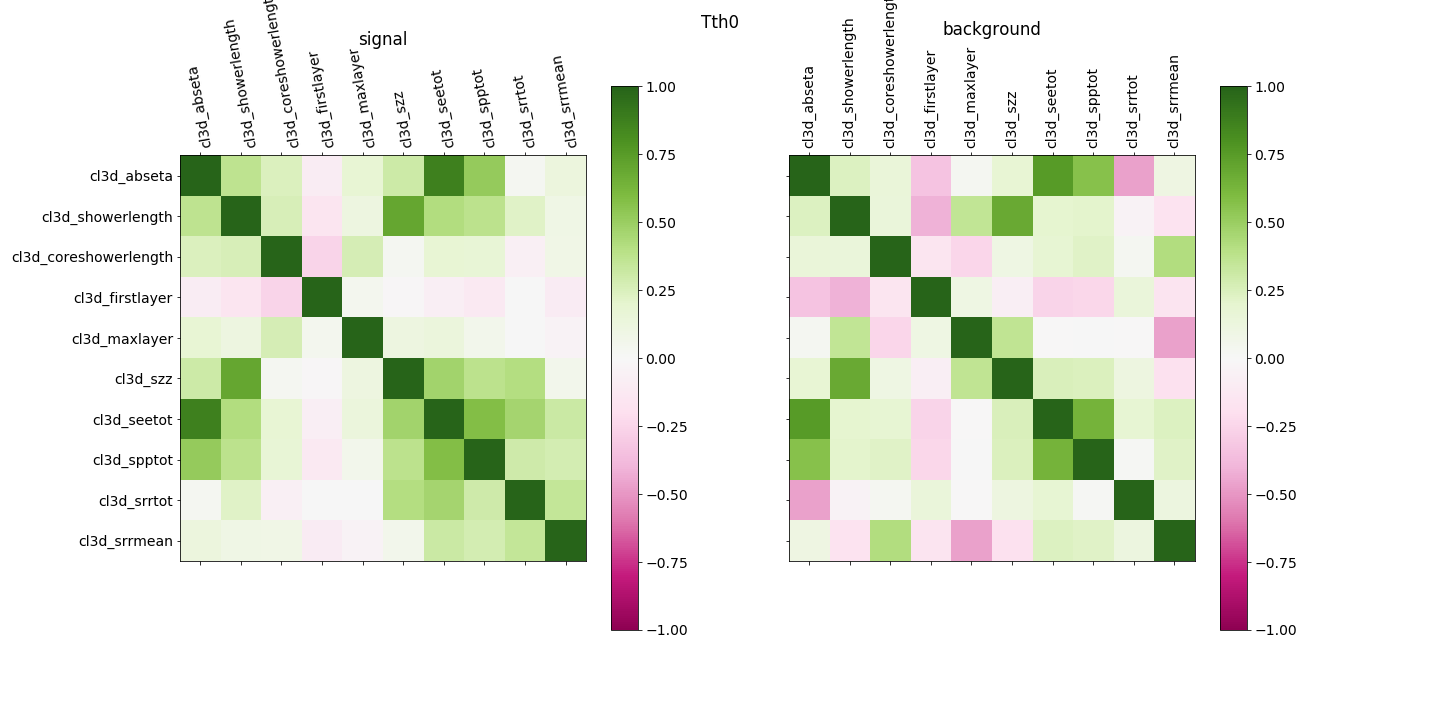 Tth0
signal
cl3d_abseta
cl3d_showerlength
cl3d_coreshowerlength
cl3d_firstlayer
cl3d_maxlayer
cl3d_szz
cl3d_seetot
cl3d_spptot
cl3d_srrtot
cl3d_srrmean
cl3d_abseta
cl3d_showerlength
cl3d_coreshowerlength
cl3d_firstlayer
cl3d_maxlayer
cl3d_szz
cl3d_seetot
cl3d_spptot
cl3d_srrtot
cl3d_srrmean
1.00
0.75
0.50
0.25
0.00
−0.25
−0.50
−0.75
−1.00
background
cl3d_abseta
cl3d_showerlength
cl3d_coreshowerlength
cl3d_firstlayer
cl3d_maxlayer
cl3d_szz
cl3d_seetot
cl3d_spptot
cl3d_srrtot
cl3d_srrmean
1.00
0.75
0.50
0.25
0.00
−0.25
−0.50
−0.75
−1.00